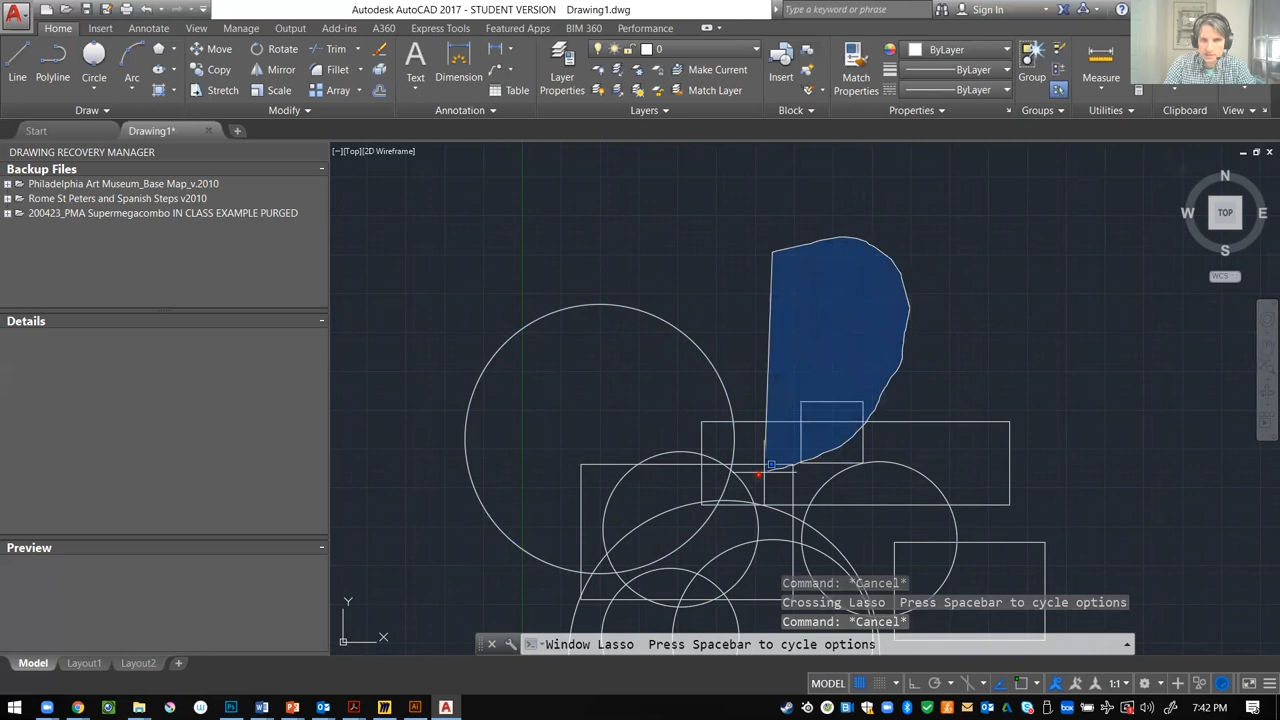 Autodesk AutoCAD 2017 - STUDENT VERSION Drawing1.dwg
Type a keyword or phrase
Sign In
Home Insert Annotate View Manage Output Add-ins A360 Express Tools Featured Apps BIM 360 Performance
Line Polyline Circle Arc
Move Rotate Trim
Copy Mirror Fillet
Stretch Scale Array
Text Dimension Table
Layer Properties
0
Make Current
Match Layer
Insert
Match Properties
ByLayer
ByLayer
ByLayer
Group
Measure
Draw Modify Annotation Layers Block Properties Groups Utilities Clipboard View
Start Drawing1*
DRAWING RECOVERY MANAGER
Backup Files
Philadelphia Art Museum_Base Map_v.2010
Rome St Peters and Spanish Steps v2010
200423_PMA Supermegacombo IN CLASS EXAMPLE PURGED
Details
Preview
[−][Top][2D Wireframe]
N
W TOP E
S
WCS
Y
X
Command: *Cancel*
Crossing Lasso Press Spacebar to cycle options
Command: *Cancel*
Window Lasso Press Spacebar to cycle options
Model Layout1 Layout2
MODEL 1:1
7:42 PM